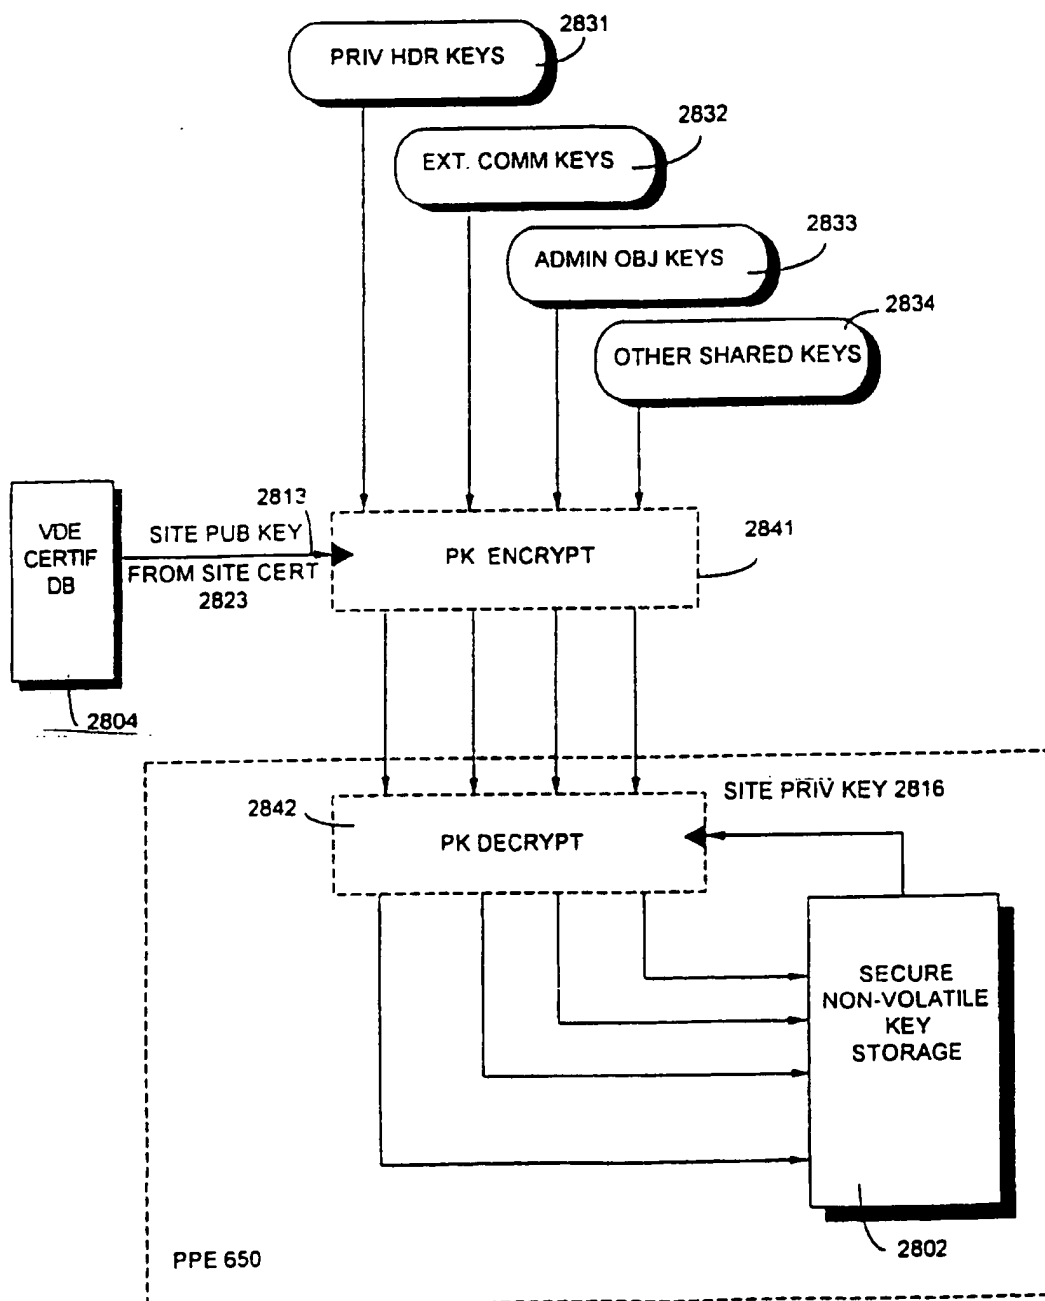 2831
PRIV HDR KEYS
2832
EXT. COMM KEYS
2833
ADMIN OBJ KEYS
2834
OTHER SHARED KEYS
VDE
CERTIF
DB
2813
SITE PUB KEY
FROM SITE CERT
2823
PK ENCRYPT
2841
2804
2842
PK DECRYPT
SITE PRIV KEY 2816
SECURE
NON-VOLATILE
KEY
STORAGE
2802
PPE 650